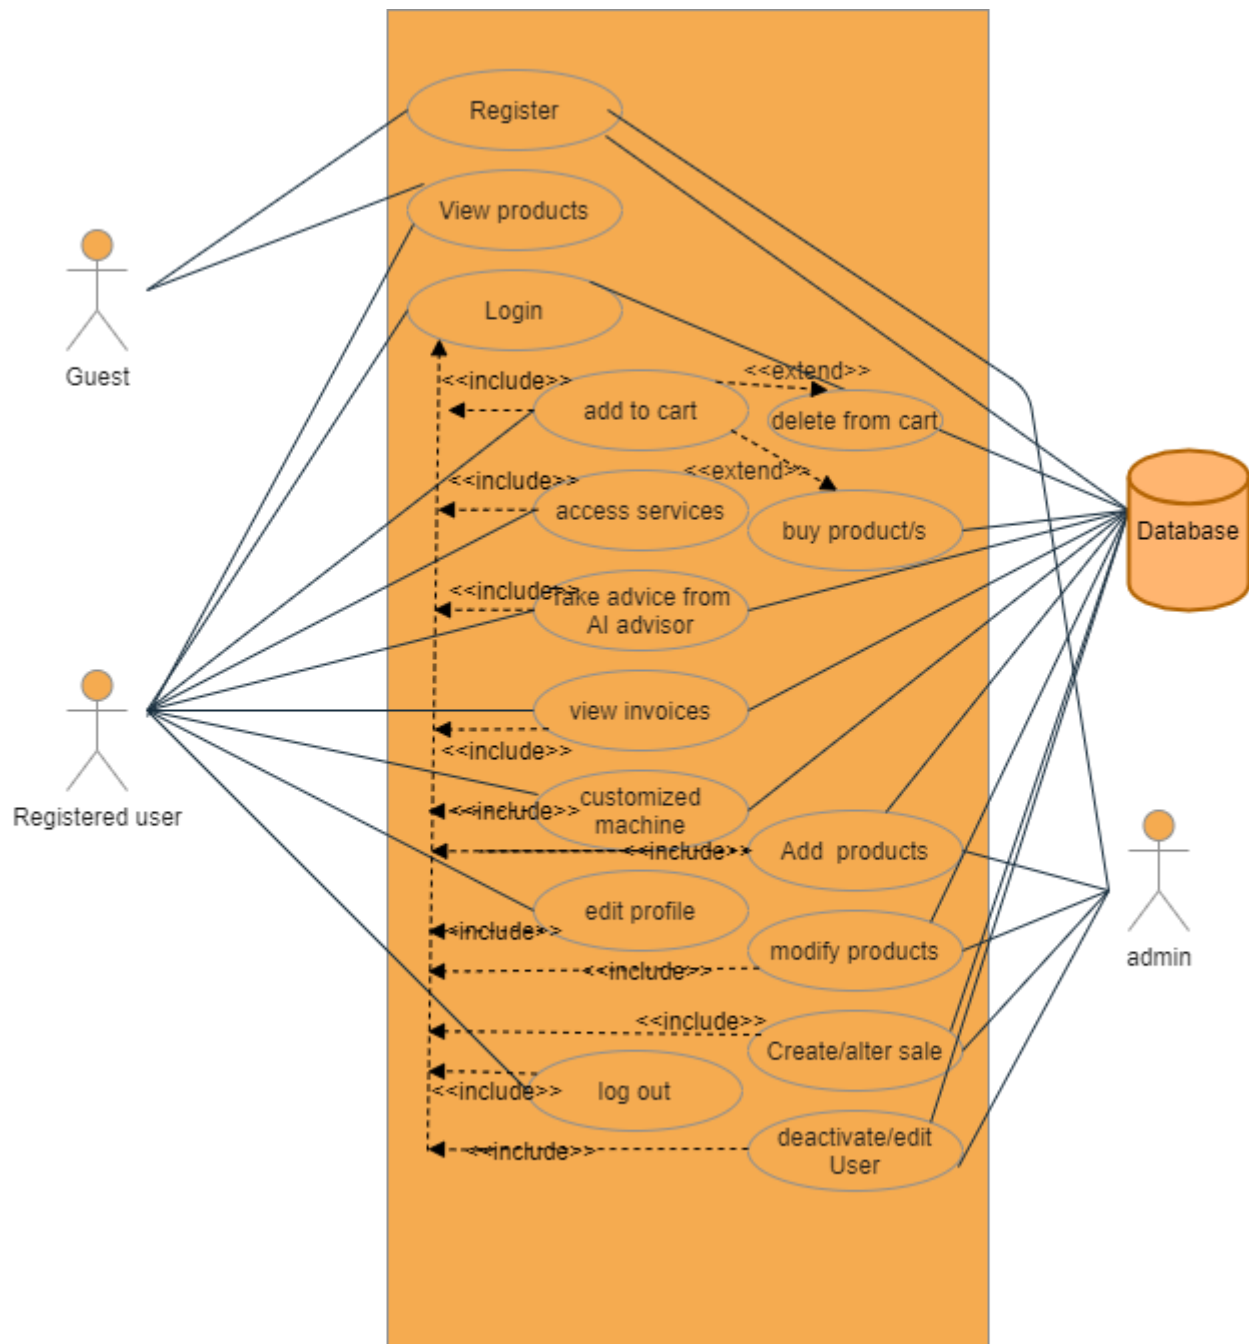 Register
View products
Guest
Login
<<include>>
<<extend>>
add to cart
delete from cart
<<include>>
<<extend>>
access services
buy product/s
Database
<<include>>
Take advice from
AI advisor
view invoices
<<include>>
Registered user
customized
machine
<<include>>
<<include>>
Add products
edit profile
<<include>>
modify products
<<include>>
admin
<<include>>
Create/alter sale
log out
<<include>>
deactivate/edit
User
<<include>>